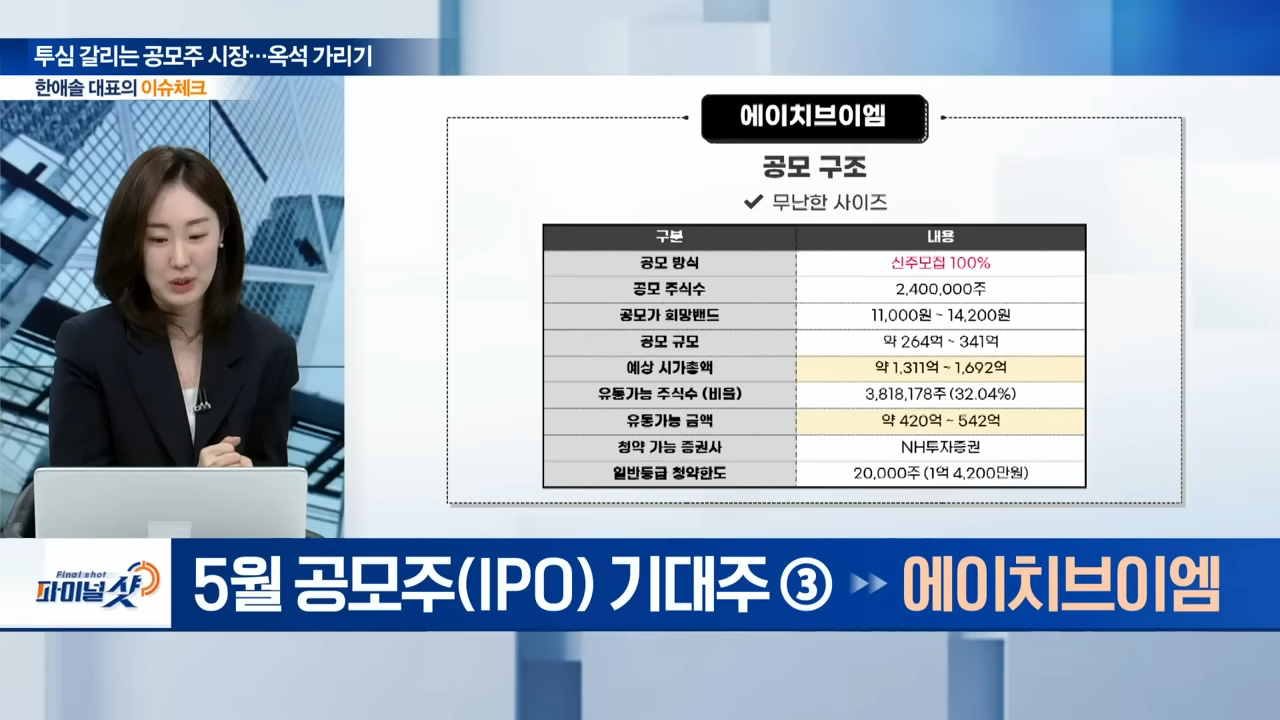 투심 갈리는 공모주 시장…옥석 가리기
한애솔 대표의 이슈체크
에이치브이엠
공모 구조
✔ 무난한 사이즈
구분 내용
공모 방식 신주모집 100%
공모 주식수 2,400,000주
공모가 희망밴드 11,000원 ~ 14,200원
공모 규모 약 264억 ~ 341억
예상 시가총액 약 1,311억 ~ 1,692억
유통가능 주식수 (비율) 3,818,178주 (32.04%)
유통가능 금액 약 420억 ~ 542억
청약 가능 증권사 NH투자증권
일반등급 청약한도 20,000주 (1억 4,200만원)
Final shot
파이널샷
5월 공모주(IPO) 기대주 ③ ▸▸ 에이치브이엠